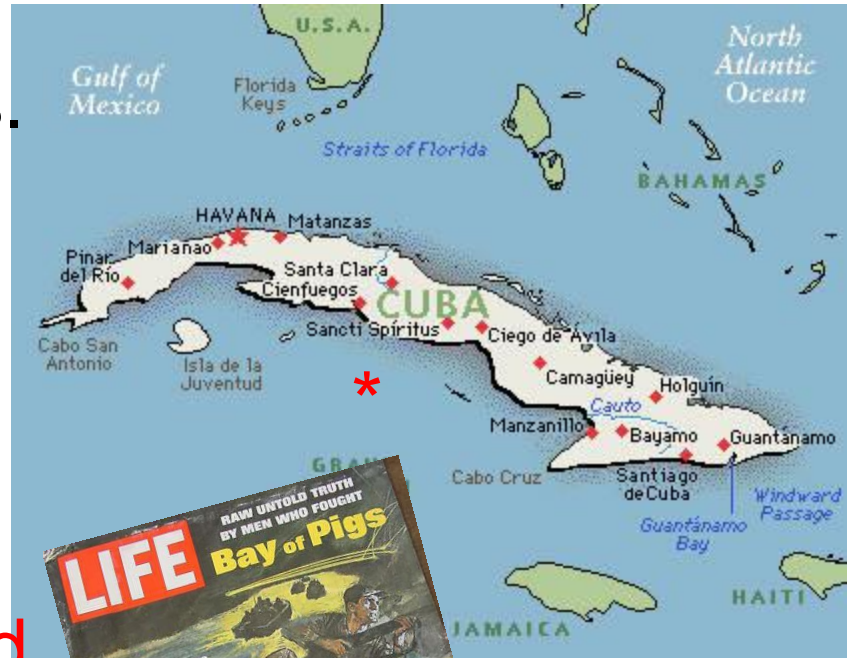 U.S.A.
North
Atlantic
Ocean
Gulf of
Mexico
Florida
Keys
Straits of Florida
BAHAMAS
HAVANA
Matanzas
Marianao
Pinar
del Río
Santa Clara
Cienfuegos
CUBA
Sancti Spíritus
Ciego de Ávila
Cabo San
Antonio
Isla de la
Juventud
*
Camagüey
Holguín
Cauto
Manzanillo
Bayamo
Guantánamo
Cabo Cruz
Santiago
de Cuba
Windward
Passage
Guantánamo
Bay
HAITI
JAMAICA
RAW UNTOLD TRUTH
BY MEN WHO FOUGHT
Bay of Pigs
LIFE